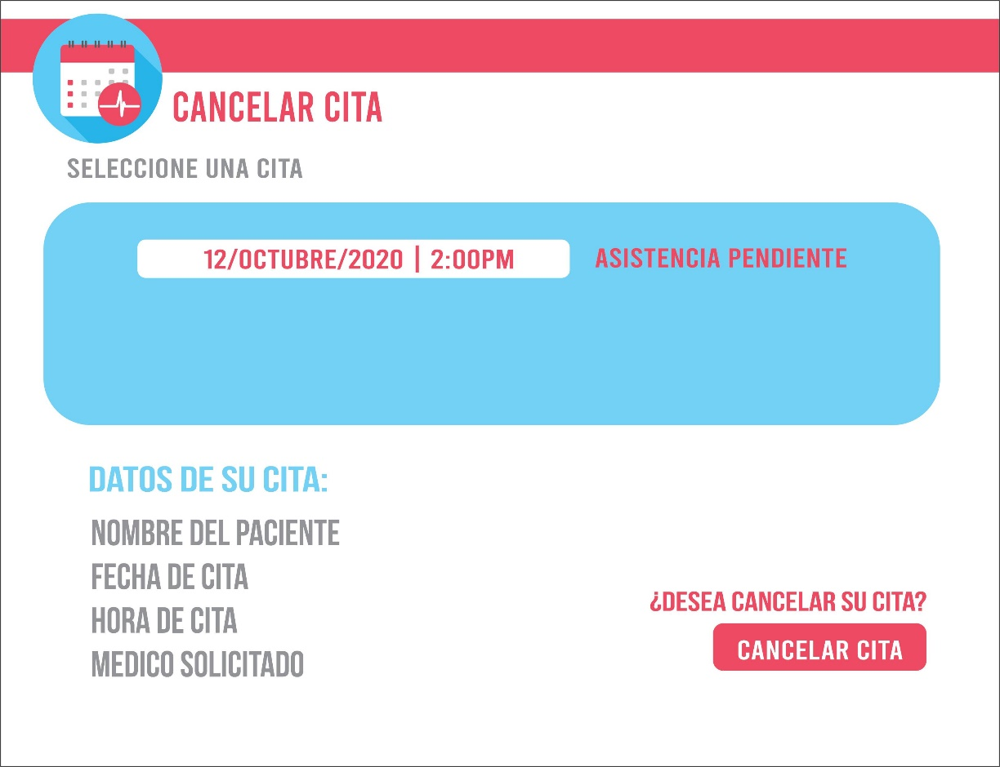 CANCELAR CITA
SELECCIONE UNA CITA
12/OCTUBRE/2020 | 2:00PM
ASISTENCIA PENDIENTE
DATOS DE SU CITA:
NOMBRE DEL PACIENTE
FECHA DE CITA
HORA DE CITA
MEDICO SOLICITADO
¿DESEA CANCELAR SU CITA?
CANCELAR CITA